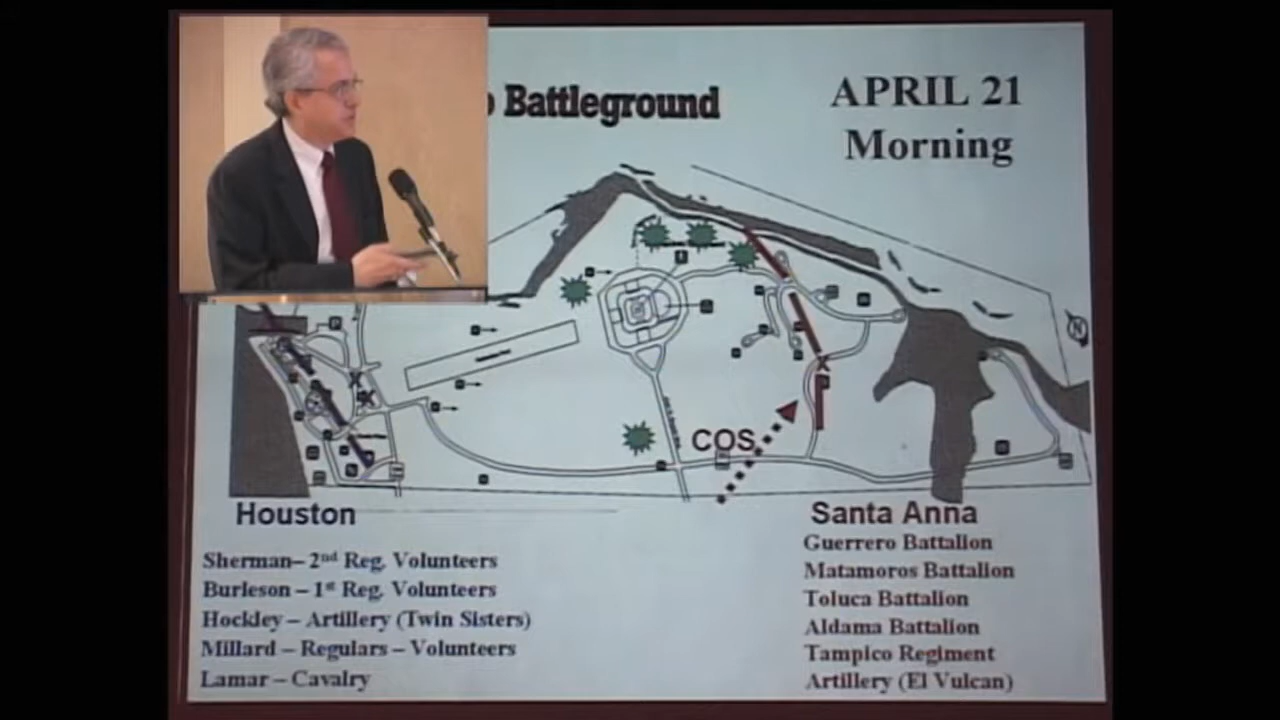 Battleground
APRIL 21
Morning
COS
Houston
Sherman– 2nd Reg. Volunteers
Burleson – 1st Reg. Volunteers
Hockley – Artillery (Twin Sisters)
Millard – Regulars – Volunteers
Lamar – Cavalry
Santa Anna
Guerrero Battalion
Matamoros Battalion
Toluca Battalion
Aldama Battalion
Tampico Regiment
Artillery (El Vulcan)
N
X
X
X